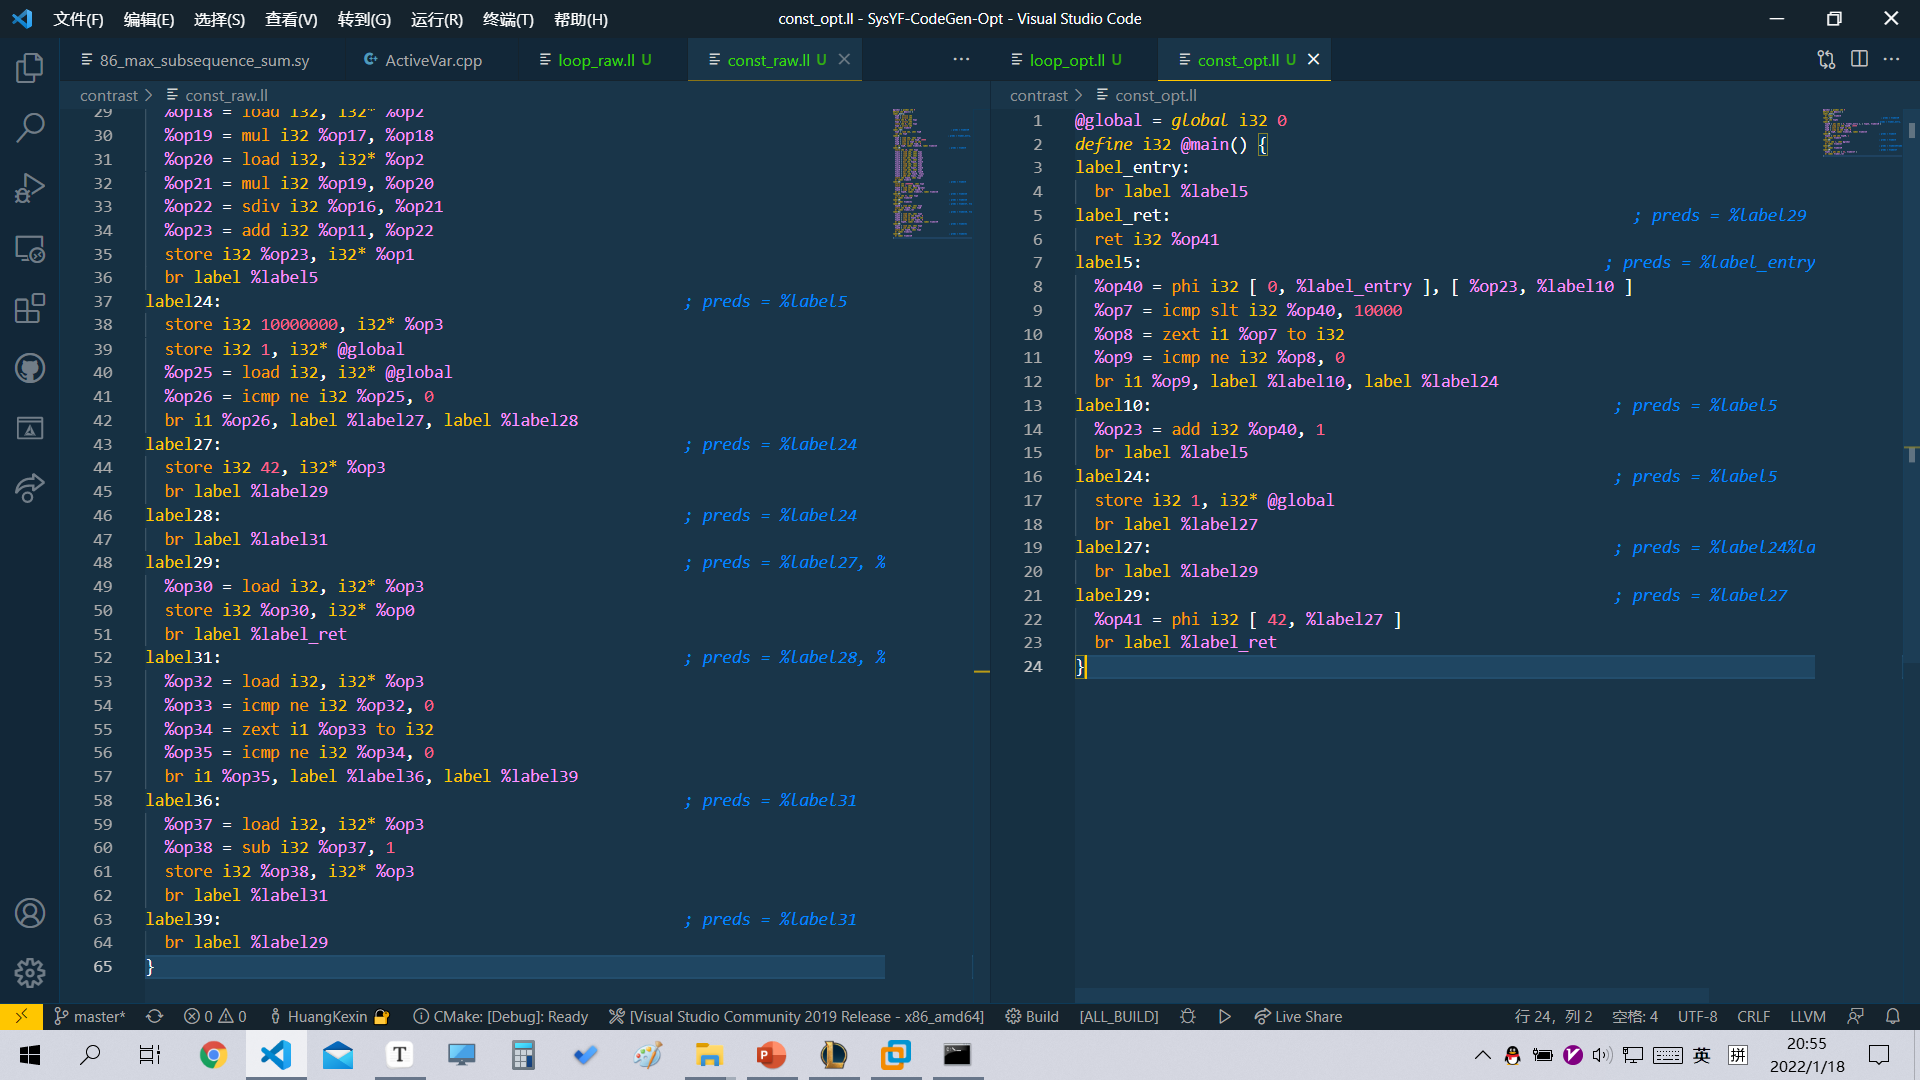 文件(F) 编辑(E) 选择(S) 查看(V) 转到(G) 运行(R) 终端(T) 帮助(H)
const_opt.ll - SysYF-CodeGen-Opt - Visual Studio Code
86_max_subsequence_sum.sy ActiveVar.cpp loop_raw.ll U const_raw.ll U
contrast > const_raw.ll
29 %op18 = load i32, i32* %op2
30 %op19 = mul i32 %op17, %op18
31 %op20 = load i32, i32* %op2
32 %op21 = mul i32 %op19, %op20
33 %op22 = sdiv i32 %op16, %op21
34 %op23 = add i32 %op11, %op22
35 store i32 %op23, i32* %op1
36 br label %label5
37 label24: ; preds = %label5
38 store i32 10000000, i32* %op3
39 store i32 1, i32* @global
40 %op25 = load i32, i32* @global
41 %op26 = icmp ne i32 %op25, 0
42 br i1 %op26, label %label27, label %label28
43 label27: ; preds = %label24
44 store i32 42, i32* %op3
45 br label %label29
46 label28: ; preds = %label24
47 br label %label31
48 label29: ; preds = %label27, %
49 %op30 = load i32, i32* %op3
50 store i32 %op30, i32* %op0
51 br label %label_ret
52 label31: ; preds = %label28, %
53 %op32 = load i32, i32* %op3
54 %op33 = icmp ne i32 %op32, 0
55 %op34 = zext i1 %op33 to i32
56 %op35 = icmp ne i32 %op34, 0
57 br i1 %op35, label %label36, label %label39
58 label36: ; preds = %label31
59 %op37 = load i32, i32* %op3
60 %op38 = sub i32 %op37, 1
61 store i32 %op38, i32* %op3
62 br label %label31
63 label39: ; preds = %label31
64 br label %label29
65 }
loop_opt.ll U const_opt.ll U
contrast > const_opt.ll
1 @global = global i32 0
2 define i32 @main() {
3 label_entry:
4 br label %label5
5 label_ret: ; preds = %label29
6 ret i32 %op41
7 label5: ; preds = %label_entry
8 %op40 = phi i32 [ 0, %label_entry ], [ %op23, %label10 ]
9 %op7 = icmp slt i32 %op40, 10000
10 %op8 = zext i1 %op7 to i32
11 %op9 = icmp ne i32 %op8, 0
12 br i1 %op9, label %label10, label %label24
13 label10: ; preds = %label5
14 %op23 = add i32 %op40, 1
15 br label %label5
16 label24: ; preds = %label5
17 store i32 1, i32* @global
18 br label %label27
19 label27: ; preds = %label24%la
20 br label %label29
21 label29: ; preds = %label27
22 %op41 = phi i32 [ 42, %label27 ]
23 br label %label_ret
24 }
master* 0 0 HuangKexin CMake: [Debug]: Ready [Visual Studio Community 2019 Release - x86_amd64] Build [ALL_BUILD] Live Share
行 24，列 2 空格: 4 UTF-8 CRLF LLVM
英 拼
20:55
2022/1/18